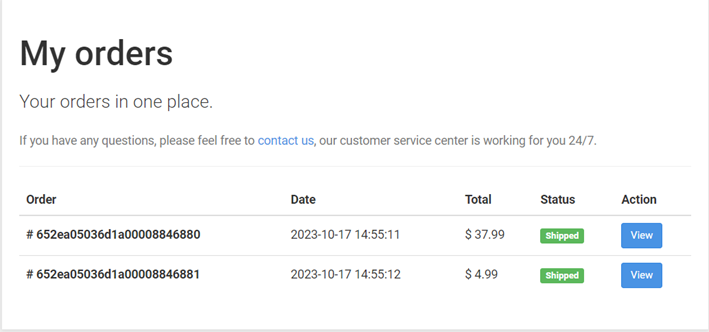 My orders
Your orders in one place.
If you have any questions, please feel free to contact us, our customer service center is working for you 24/7.
Order Date Total Status Action
# 652ea05036d1a00008846880 2023-10-17 14:55:11 $ 37.99 Shipped View
# 652ea05036d1a00008846881 2023-10-17 14:55:12 $ 4.99 Shipped View